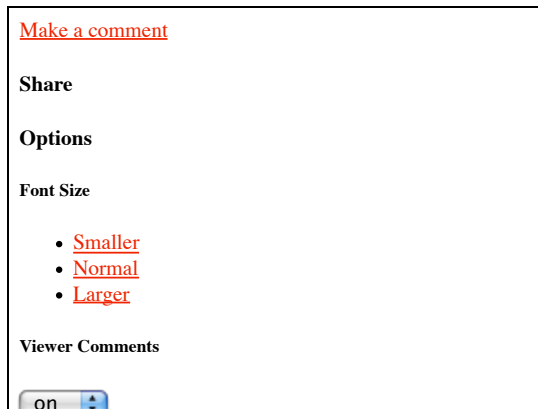 Make a comment
Share
Options
Font Size
Smaller
Normal
Larger
Viewer Comments
on